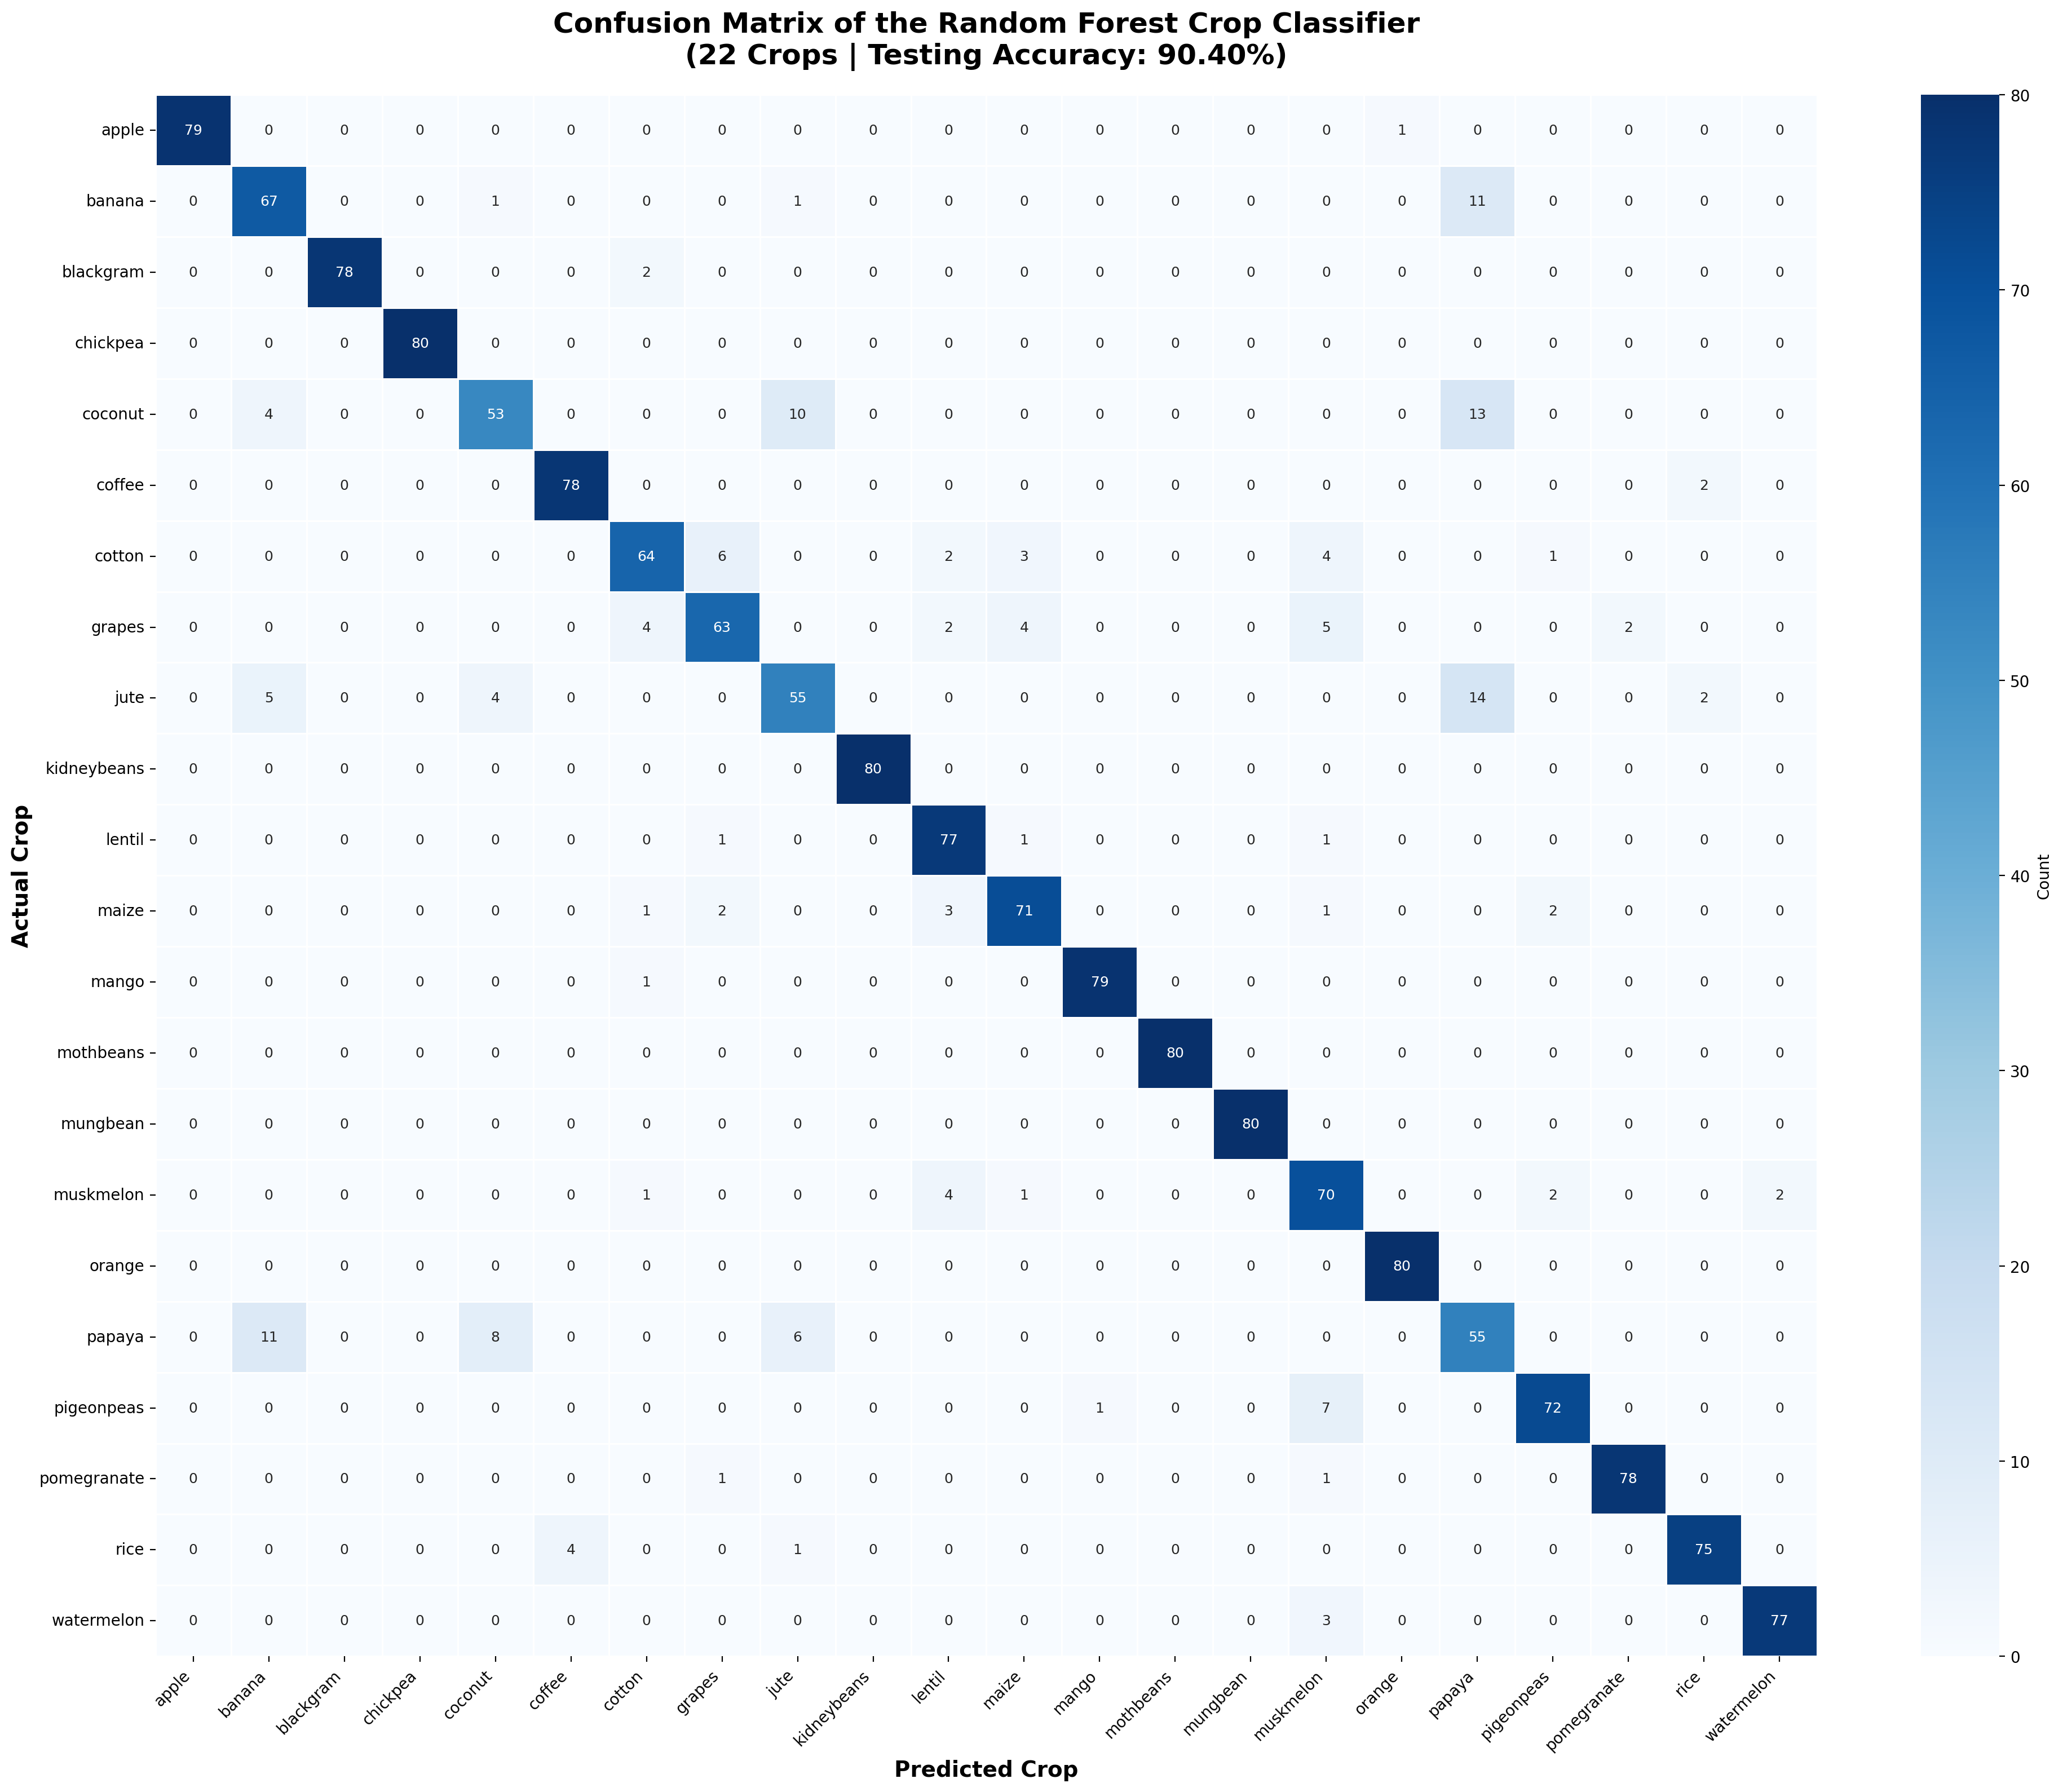 Confusion Matrix of the Random Forest Crop Classifier
(22 Crops | Testing Accuracy: 90.40%)
apple 79 0 0 0 0 0 0 0 0 0 0 0 0 0 0 0 1 0 0 0 0 0
banana 0 67 0 0 1 0 0 0 1 0 0 0 0 0 0 0 0 11 0 0 0 0
blackgram 0 0 78 0 0 0 2 0 0 0 0 0 0 0 0 0 0 0 0 0 0 0
chickpea 0 0 0 80 0 0 0 0 0 0 0 0 0 0 0 0 0 0 0 0 0 0
coconut 0 4 0 0 53 0 0 0 10 0 0 0 0 0 0 0 0 13 0 0 0 0
coffee 0 0 0 0 0 78 0 0 0 0 0 0 0 0 0 0 0 0 0 0 2 0
cotton 0 0 0 0 0 0 64 6 0 0 2 3 0 0 0 4 0 0 1 0 0 0
grapes 0 0 0 0 0 0 4 63 0 0 2 4 0 0 0 5 0 0 0 2 0 0
jute 0 5 0 0 4 0 0 0 55 0 0 0 0 0 0 0 0 14 0 0 2 0
kidneybeans 0 0 0 0 0 0 0 0 0 80 0 0 0 0 0 0 0 0 0 0 0 0
lentil 0 0 0 0 0 0 0 1 0 0 77 1 0 0 0 1 0 0 0 0 0 0
maize 0 0 0 0 0 0 1 2 0 0 3 71 0 0 0 1 0 0 2 0 0 0
mango 0 0 0 0 0 0 1 0 0 0 0 0 79 0 0 0 0 0 0 0 0 0
mothbeans 0 0 0 0 0 0 0 0 0 0 0 0 0 80 0 0 0 0 0 0 0 0
mungbean 0 0 0 0 0 0 0 0 0 0 0 0 0 0 80 0 0 0 0 0 0 0
muskmelon 0 0 0 0 0 0 1 0 0 0 4 1 0 0 0 70 0 0 2 0 0 2
orange 0 0 0 0 0 0 0 0 0 0 0 0 0 0 0 0 80 0 0 0 0 0
papaya 0 11 0 0 8 0 0 0 6 0 0 0 0 0 0 0 0 55 0 0 0 0
pigeonpeas 0 0 0 0 0 0 0 0 0 0 0 0 1 0 0 7 0 0 72 0 0 0
pomegranate 0 0 0 0 0 0 0 1 0 0 0 0 0 0 0 1 0 0 0 78 0 0
rice 0 0 0 0 0 4 0 0 1 0 0 0 0 0 0 0 0 0 0 0 75 0
watermelon 0 0 0 0 0 0 0 0 0 0 0 0 0 0 0 3 0 0 0 0 0 77
apple banana blackgram chickpea coconut coffee cotton grapes jute kidneybeans lentil maize mango mothbeans mungbean muskmelon orange papaya pigeonpeas pomegranate rice watermelon
Predicted Crop
Actual Crop
80
70
60
50
40
30
20
10
0
Count